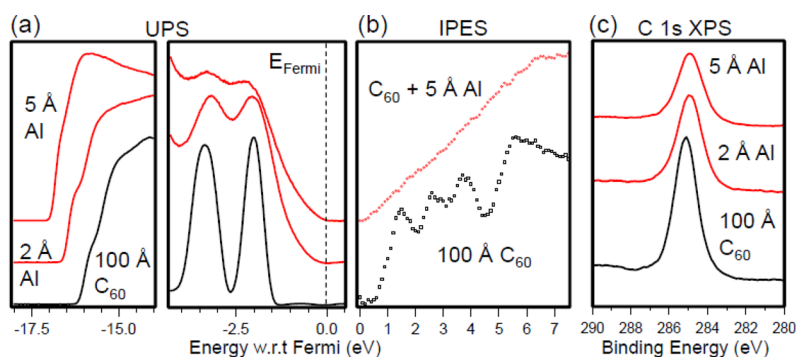 (a) UPS
E Fermi
5 Å
Al
2 Å
Al
100 Å
C60
-17.5 -15.0 -2.5 0.0
Energy w.r.t Fermi (eV)
(b) IPES
C60 + 5 Å Al
100 Å C60
0 1 2 3 4 5 6 7
(c) C 1s XPS
5 Å Al
2 Å Al
100 Å
C60
290 288 286 284 282 280
Binding Energy (eV)